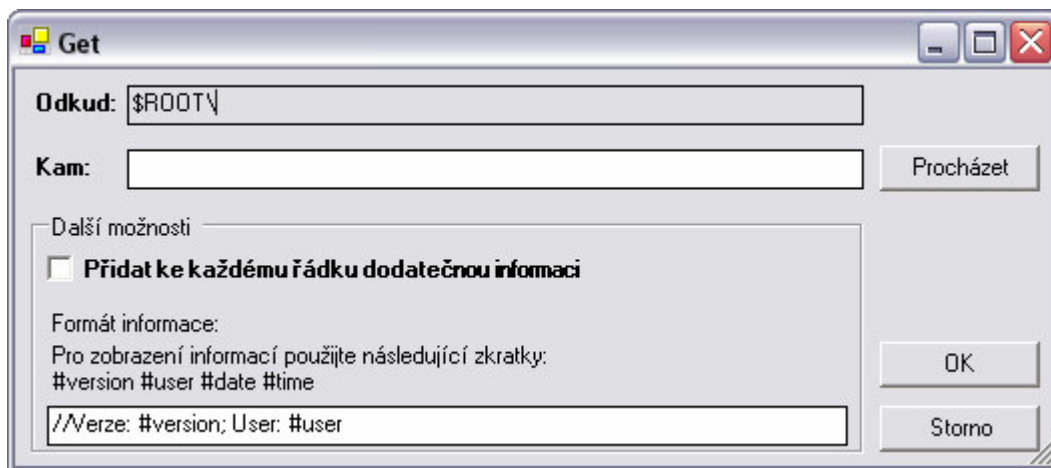 Get
Odkud: $ROOT\
Kam:
Procházet
Další možnosti
Přidat ke každému řádku dodatečnou informaci
Formát informace:
Pro zobrazení informací použijte následující zkratky:
#version #user #date #time
//Verze: #version; User: #user
OK
Storno